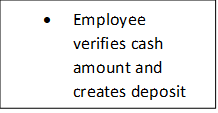 • Employee
verifies cash
amount and
creates deposit